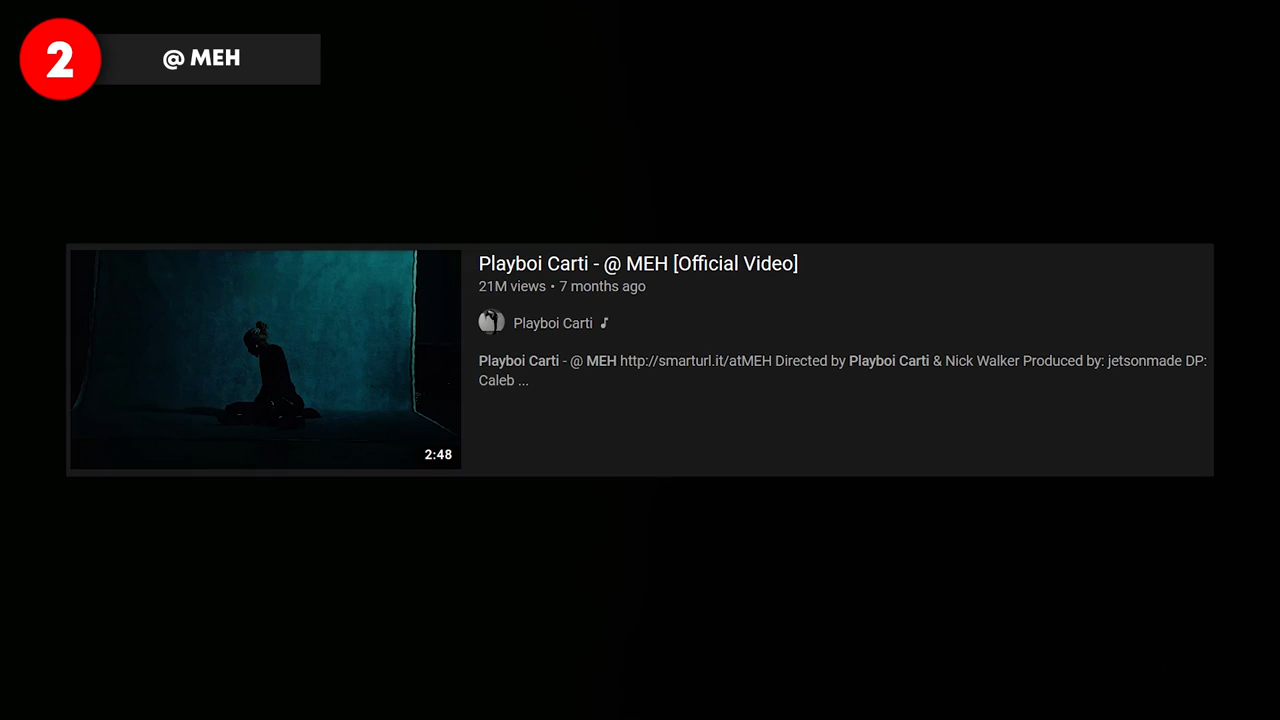 2
@ MEH
Playboi Carti - @ MEH [Official Video]
21M views • 7 months ago
Playboi Carti ♪
Playboi Carti - @ MEH http://smarturl.it/atMEH Directed by Playboi Carti & Nick Walker Produced by: jetsonmade DP:
Caleb ...
2:48